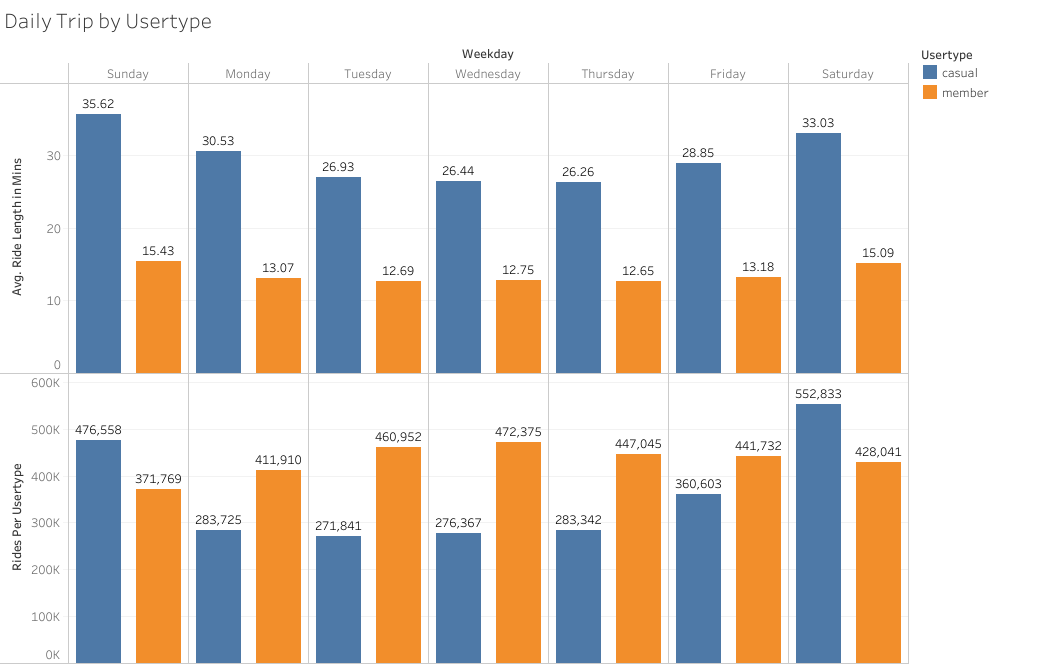 Daily Trip by Usertype
Weekday
Usertype
Sunday Monday Tuesday Wednesday Thursday Friday Saturday
casual
member
Avg. Ride Length in Mins
30
20
10
0
35.62 30.53 26.93 26.44 26.26 28.85 33.03
15.43 13.07 12.69 12.75 12.65 13.18 15.09
Rides Per Usertype
600K
500K
400K
300K
200K
100K
0K
476,558 283,725 271,841 276,367 283,342 360,603 552,833
371,769 411,910 460,952 472,375 447,045 441,732 428,041